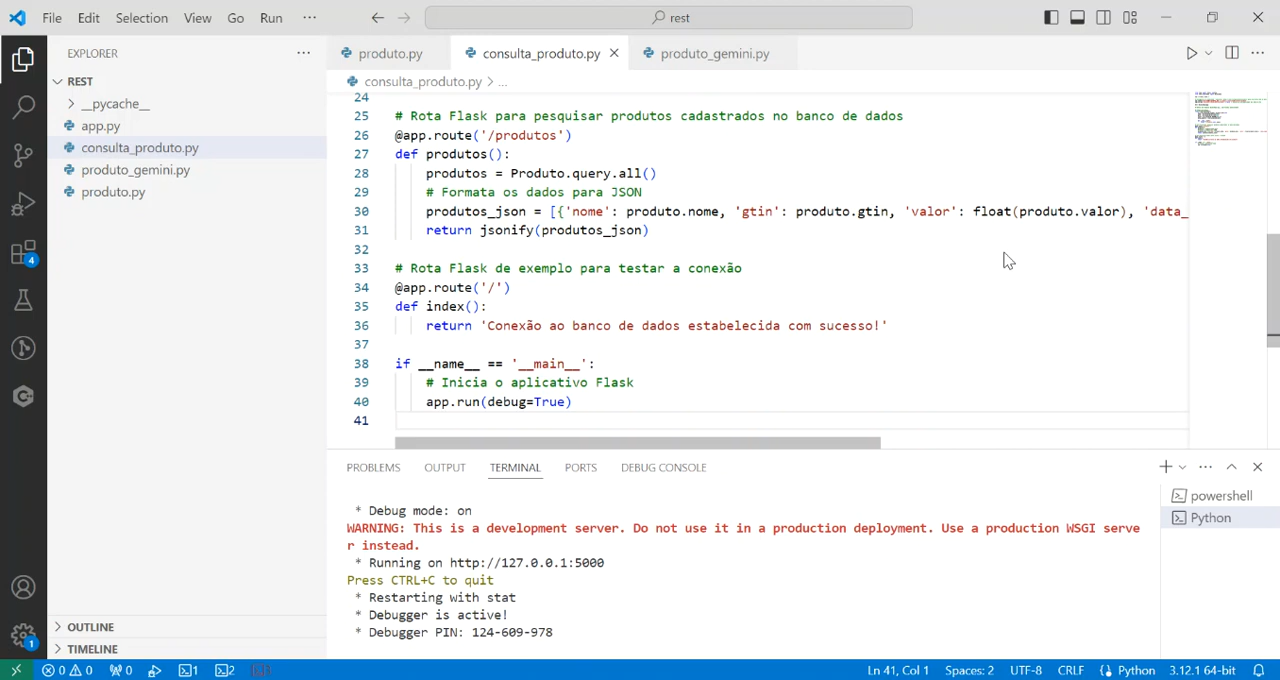 File Edit Selection View Go Run ··· rest
EXPLORER ···
REST
__pycache__
app.py
consulta_produto.py
produto_gemini.py
produto.py
OUTLINE
TIMELINE
produto.py consulta_produto.py produto_gemini.py
consulta_produto.py > ...
24
25 # Rota Flask para pesquisar produtos cadastrados no banco de dados
26 @app.route('/produtos')
27 def produtos():
28 produtos = Produto.query.all()
29 # Formata os dados para JSON
30 produtos_json = [{'nome': produto.nome, 'gtin': produto.gtin, 'valor': float(produto.valor), 'data_
31 return jsonify(produtos_json)
32
33 # Rota Flask de exemplo para testar a conexão
34 @app.route('/')
35 def index():
36 return 'Conexão ao banco de dados estabelecida com sucesso!'
37
38 if __name__ == '__main__':
39 # Inicia o aplicativo Flask
40 app.run(debug=True)
41
PROBLEMS OUTPUT TERMINAL PORTS DEBUG CONSOLE
* Debug mode: on
WARNING: This is a development server. Do not use it in a production deployment. Use a production WSGI serve
r instead.
* Running on http://127.0.0.1:5000
Press CTRL+C to quit
* Restarting with stat
* Debugger is active!
* Debugger PIN: 124-609-978
powershell
Python
4
1
0 0 0 1 2 Ln 41, Col 1 Spaces: 2 UTF-8 CRLF Python 3.12.1 64-bit